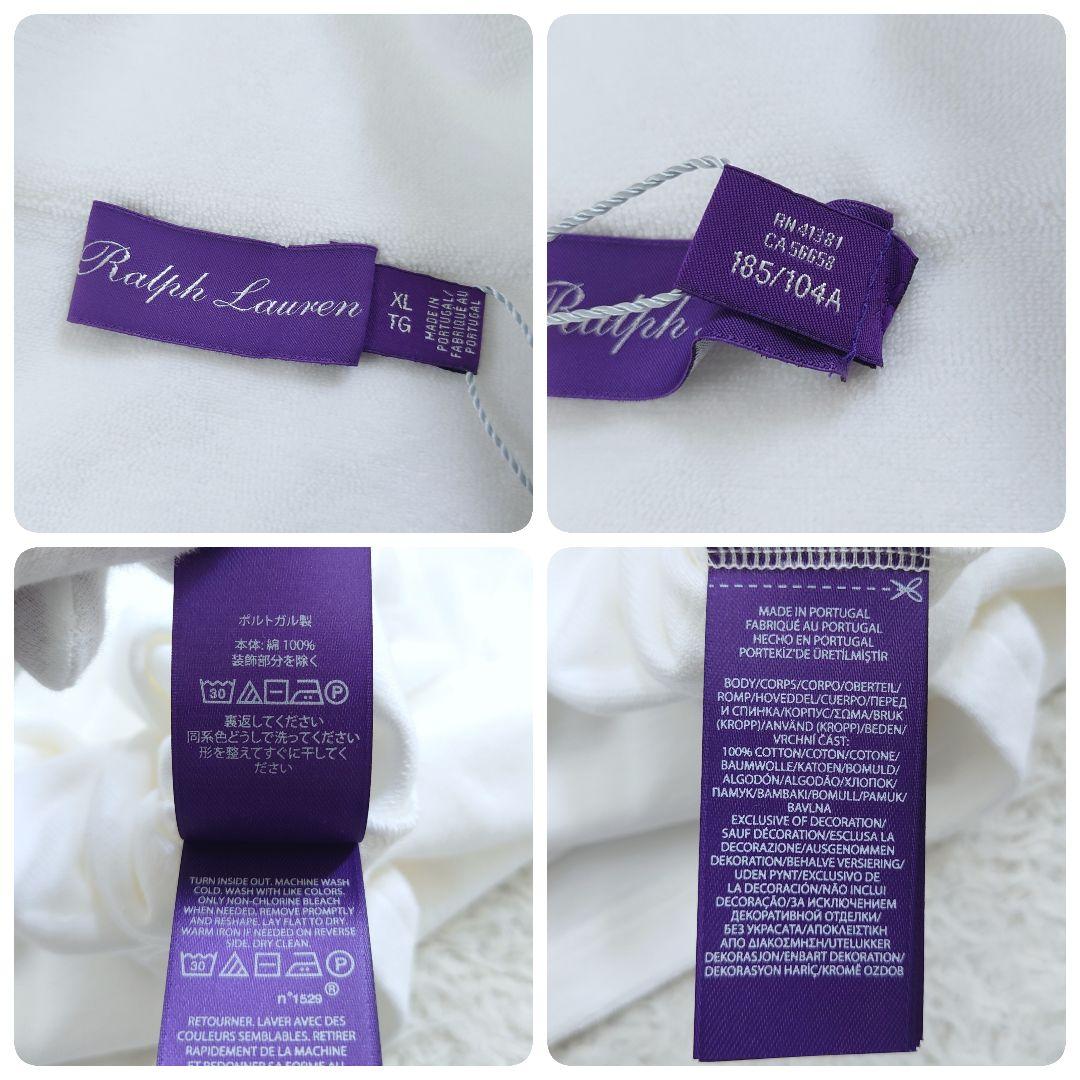 Ralph Lauren
XL
TG
MADE IN
PORTUGAL/
FABRIQUÉ AU
PORTUGAL
RN 41381
CA 56658
185/104A
Ralph
ポルトガル製
本体: 綿 100%
装飾部分を除く
30 P
裏返してください
同系色どうしで洗ってください
形を整えてすぐに干してく
ださい
TURN INSIDE OUT. MACHINE WASH
COLD. WASH WITH LIKE COLORS.
ONLY NON-CHLORINE BLEACH
WHEN NEEDED. REMOVE PROMPTLY
AND RESHAPE. LAY FLAT TO DRY.
WARM IRON IF NEEDED ON REVERSE
SIDE. DRY CLEAN.
30 P
n°1529 ®
RETOURNER. LAVER AVEC DES
COULEURS SEMBLABLES. RETIRER
RAPIDEMENT DE LA MACHINE
ET REDONNER SA FORME AU
MADE IN PORTUGAL
FABRIQUÉ AU PORTUGAL
HECHO EN PORTUGAL
PORTEKİZ'DE ÜRETİLMİŞTİR
BODY/CORPS/CORPO/OBERTEIL/
ROMP/HOVEDDEL/CUERPO/ПЕРЕД
И СПИНКА/КОРПУС/ΣΩΜΑ/BRUK
(KROPP)/ANVÄND (KROPP)/BEDEN/
VRCHNÍ ČÁST:
100% COTTON/COTON/COTONE/
BAUMWOLLE/KATOEN/BOMULD/
ALGODÓN/ALGODÃO/ХЛОПОК/
ПАМУК/ΒΑΜΒΑΚΙ/BOMULL/PAMUK/
BAVLNA
EXCLUSIVE OF DECORATION/
SAUF DÉCORATION/ESCLUSA LA
DECORAZIONE/AUSGENOMMEN
DEKORATION/BEHALVE VERSIERING/
UDEN PYNT/EXCLUSIVO DE
LA DECORACIÓN/NÃO INCLUI
DECORAÇÃO/ЗА ИСКЛЮЧЕНИЕМ
ДЕКОРАТИВНОЙ ОТДЕЛКИ/
БЕЗ УКРАСАТА/ΑΠΟΚΛΕΙΣΤΙΚΗ
ΑΠΟ ΔΙΑΚΟΣΜΗΣΗ/UTELUKKER
DEKORASJON/ENBART DEKORATION/
DEKORASYON HARİÇ/KROMĚ OZDOB